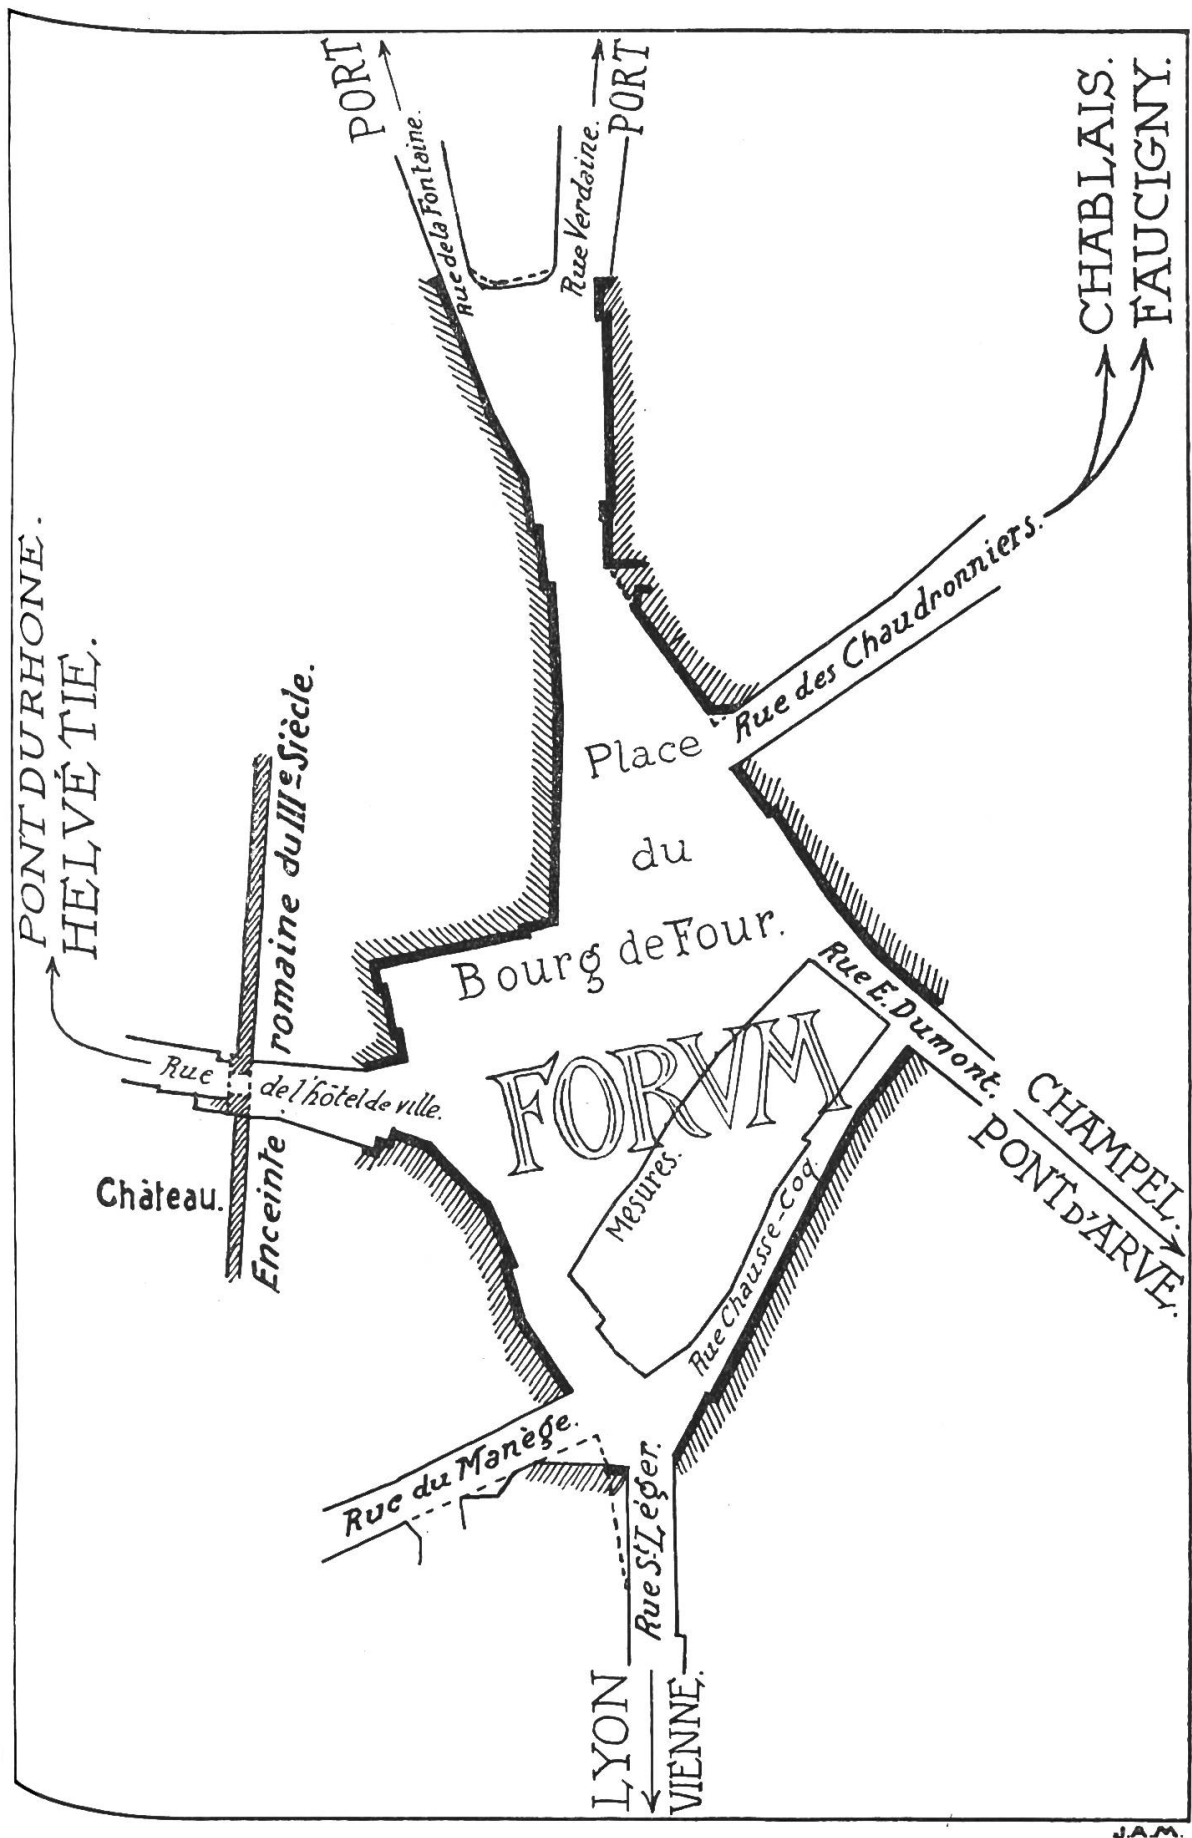 PORT
PORT
Rue de la Fontaine.
Rue Verdaine.
CHABLAIS.
FAUCIGNY.
PONT DU RHONE.
HELVÉTIE.
Rue des Chaudronniers.
Place
du
Bourg de Four.
FORVM
Enceinte romaine du IIIe Siècle.
Rue de l'hôtel de ville.
Château.
Rue E. Dumont.
CHAMPEL.
PONT D'ARVE.
Mesures.
Rue Chausse-Coq.
Rue du Manège.
Rue St. Léger.
LYON
VIENNE.
J.A.M.